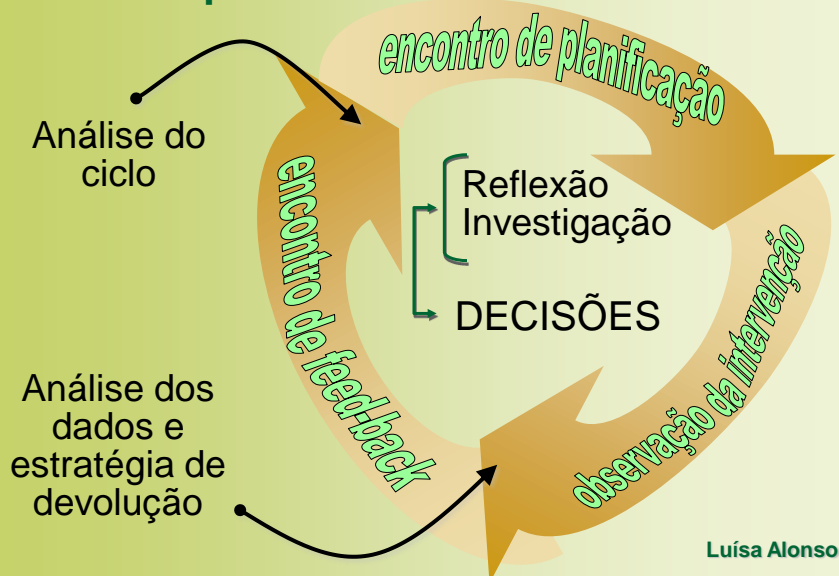 encontro de planificação
Análise do
ciclo
encontro de feed-back
Reflexão
Investigação
DECISÕES
observação da intervenção
Análise dos
dados e
estratégia de
devolução
Luísa Alonso